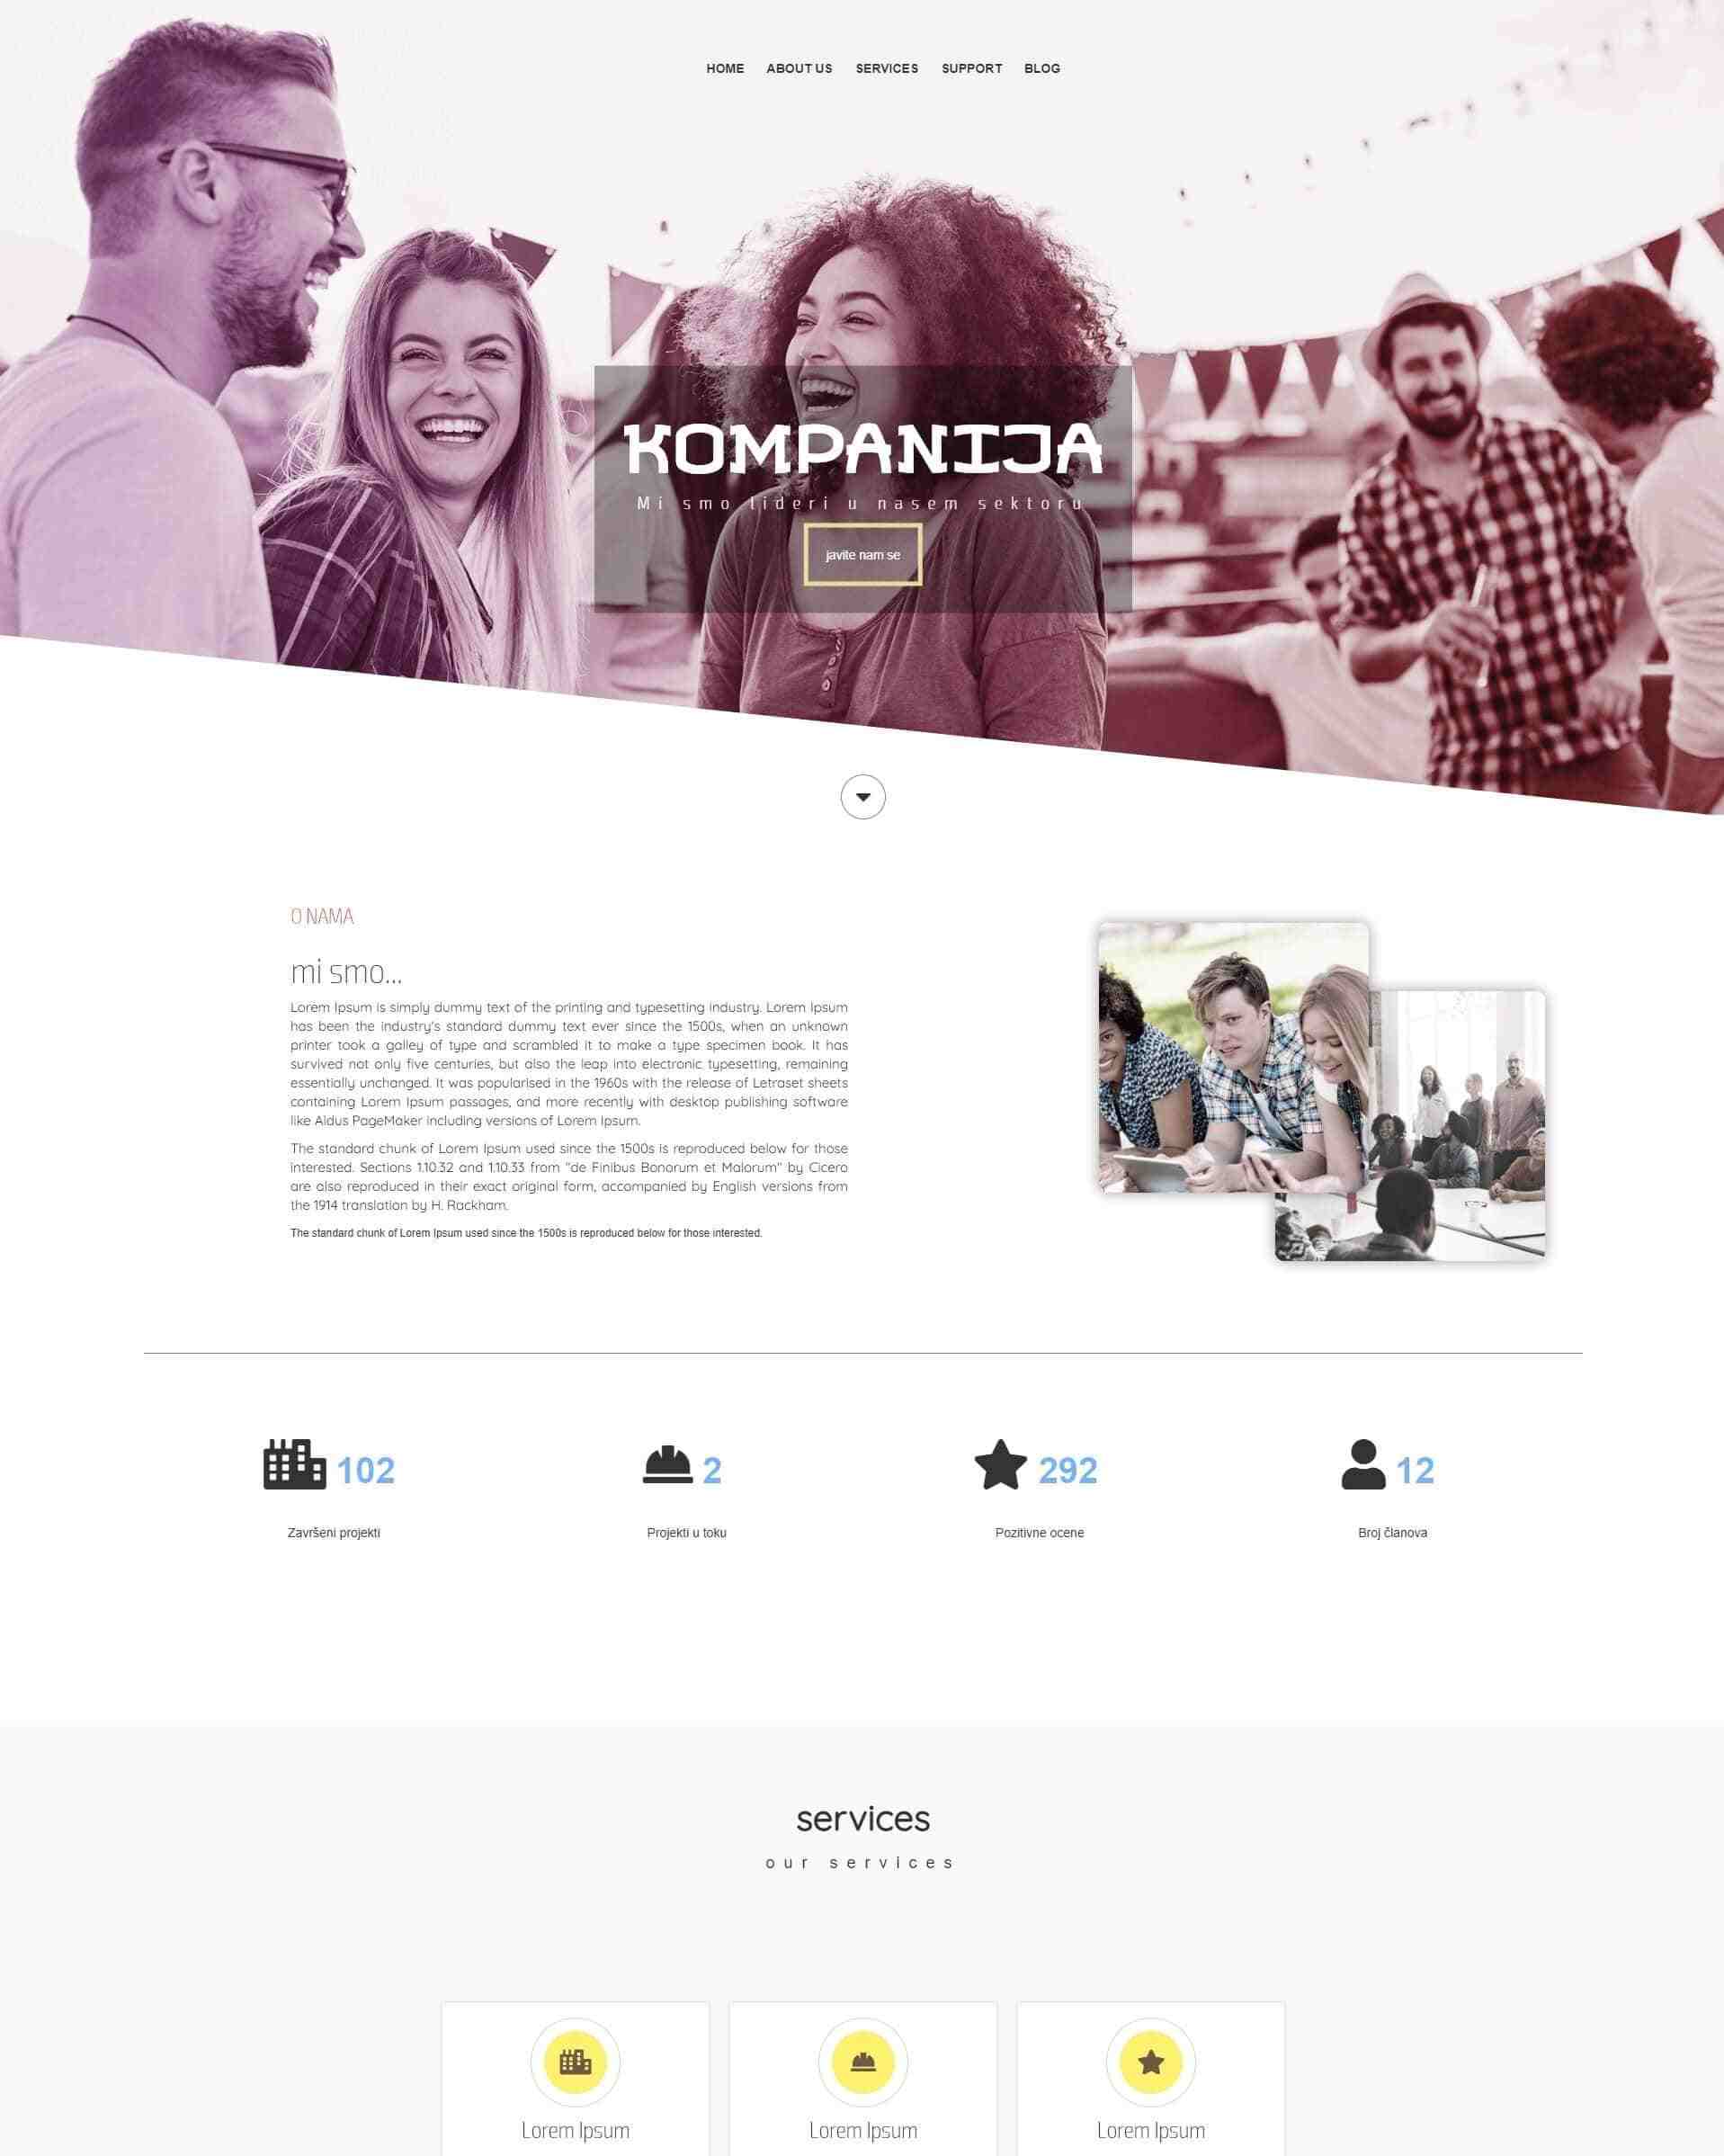 HOME ABOUT US SERVICES SUPPORT BLOG
KOMPANIJA
Mi smo lideri u nasem sektoru
javite nam se
O NAMA
mi smo...
Lorem Ipsum is simply dummy text of the printing and typesetting industry. Lorem Ipsum
has been the industry's standard dummy text ever since the 1500s, when an unknown
printer took a galley of type and scrambled it to make a type specimen book. It has
survived not only five centuries, but also the leap into electronic typesetting, remaining
essentially unchanged. It was popularised in the 1960s with the release of Letraset sheets
containing Lorem Ipsum passages, and more recently with desktop publishing software
like Aldus PageMaker including versions of Lorem Ipsum.
The standard chunk of Lorem Ipsum used since the 1500s is reproduced below for those
interested. Sections 1.10.32 and 1.10.33 from "de Finibus Bonorum et Malorum" by Cicero
are also reproduced in their exact original form, accompanied by English versions from
the 1914 translation by H. Rackham.
The standard chunk of Lorem Ipsum used since the 1500s is reproduced below for those interested.
102
Završeni projekti
2
Projekti u toku
292
Pozitivne ocene
12
Broj članova
services
our services
Lorem Ipsum
Lorem Ipsum
Lorem Ipsum